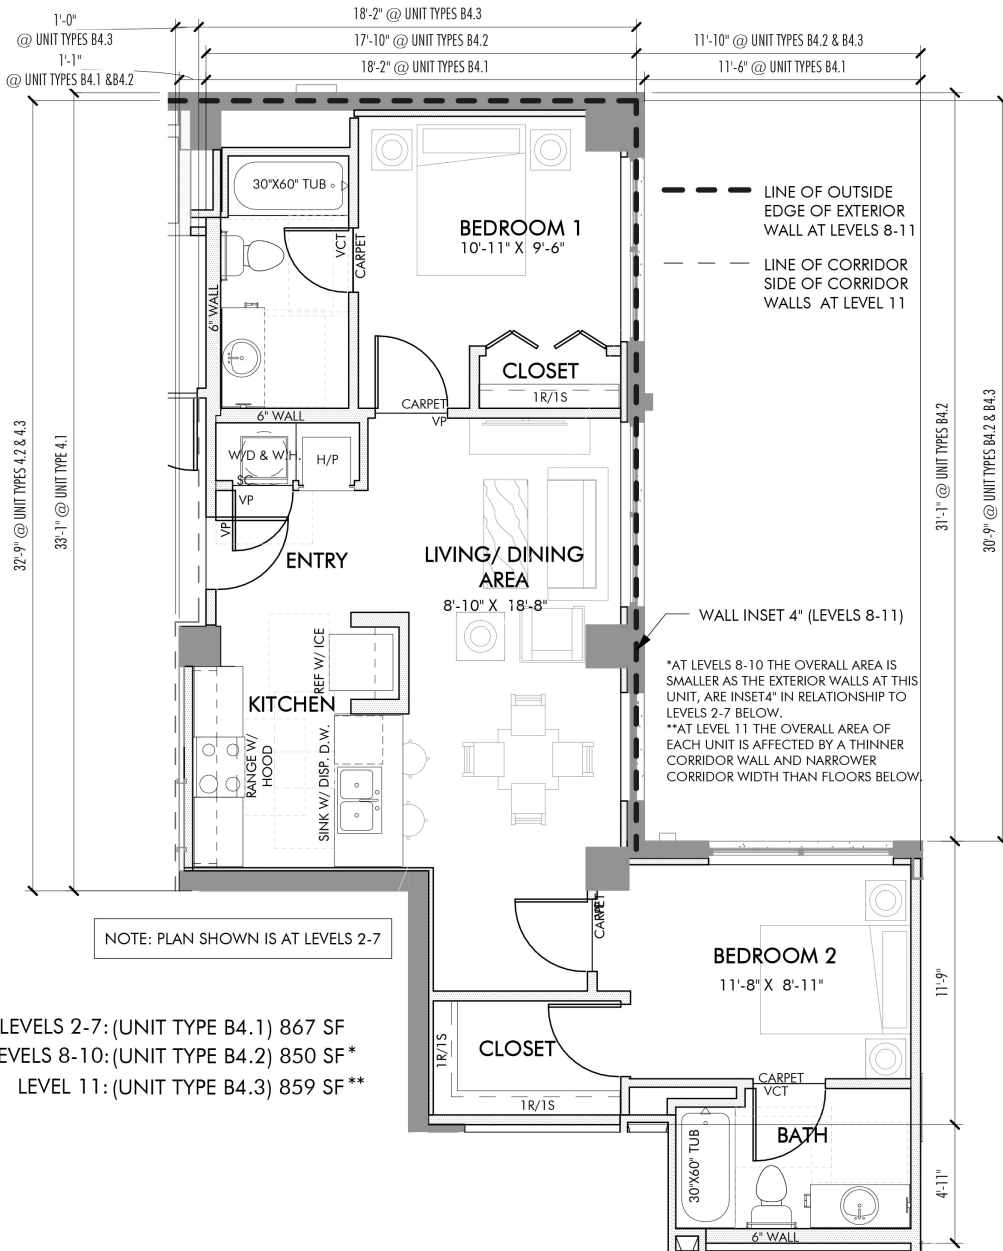 1'-0"
@ UNIT TYPES B4.3
1'-1"
@ UNIT TYPES B4.1 &B4.2
18'-2" @ UNIT TYPES B4.3
17'-10" @ UNIT TYPES B4.2
18'-2" @ UNIT TYPES B4.1
11'-10" @ UNIT TYPES B4.2 & B4.3
11'-6" @ UNIT TYPES B4.1
32'-9" @ UNIT TYPES 4.2 & 4.3
33'-1" @ UNIT TYPE 4.1
31'-1" @ UNIT TYPES B4.2
30'-9" @ UNIT TYPES B4.2 & B4.3
LINE OF OUTSIDE
EDGE OF EXTERIOR
WALL AT LEVELS 8-11
LINE OF CORRIDOR
SIDE OF CORRIDOR
WALLS AT LEVEL 11
30"X60" TUB
VCT
CARPET
6" WALL
BEDROOM 1
10'-11" X 9'-6"
CLOSET
1R/1S
CARPET
VP
6" WALL
W/D & W.H.
SC
H/P
VP
VP
ENTRY
LIVING/ DINING
AREA
8'-10" X 18'-8"
REF W/ ICE
KITCHEN
RANGE W/
HOOD
SINK W/ DISP. D.W.
WALL INSET 4" (LEVELS 8-11)
*AT LEVELS 8-10 THE OVERALL AREA IS
SMALLER AS THE EXTERIOR WALLS AT THIS
UNIT, ARE INSET4" IN RELATIONSHIP TO
LEVELS 2-7 BELOW.
**AT LEVEL 11 THE OVERALL AREA OF
EACH UNIT IS AFFECTED BY A THINNER
CORRIDOR WALL AND NARROWER
CORRIDOR WIDTH THAN FLOORS BELOW.
NOTE: PLAN SHOWN IS AT LEVELS 2-7
CARPET
BEDROOM 2
11'-8" X 8'-11"
11'-9"
LEVELS 2-7: (UNIT TYPE B4.1) 867 SF
EVELS 8-10: (UNIT TYPE B4.2) 850 SF*
LEVEL 11: (UNIT TYPE B4.3) 859 SF**
1R/1S
CLOSET
1R/1S
CARPET
VCT
BATH
30"X60" TUB
4'-11"
6" WALL